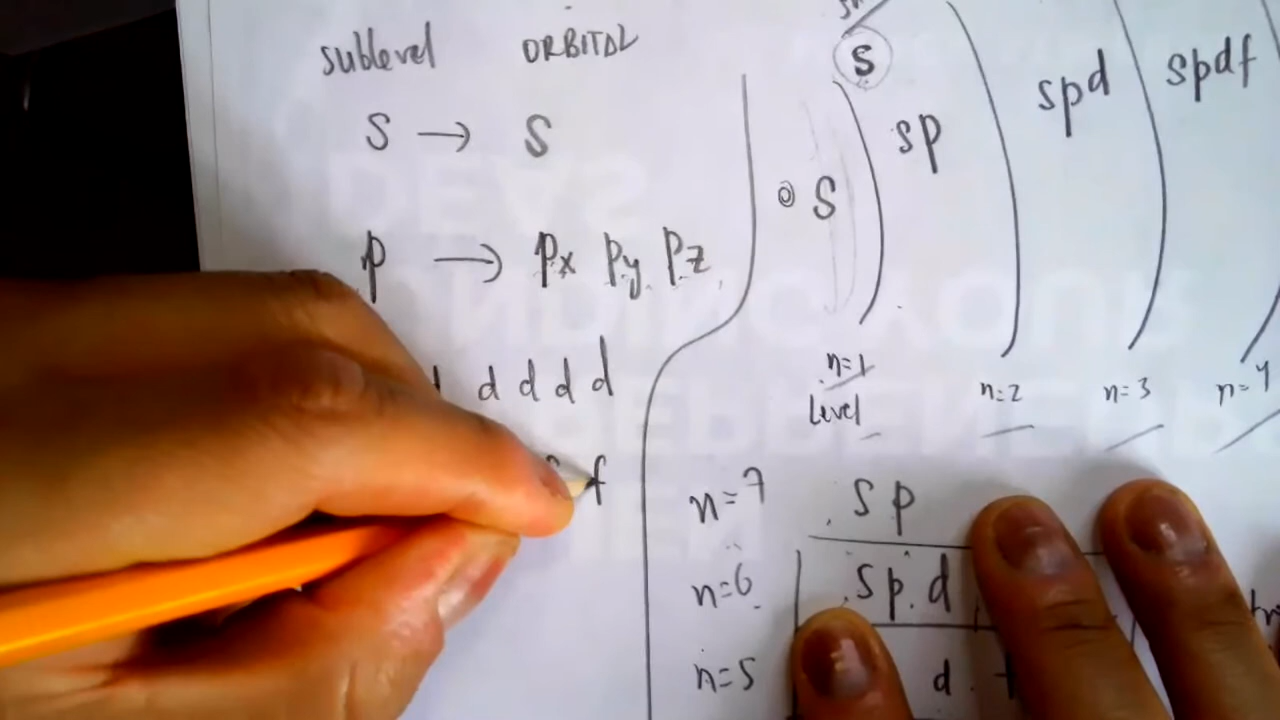 sublevel ORBITAL
S → S
p → px py pz
d d d d
f
S
S
sp
spd
spdf
n=1
Level
n=2
n=3
n=4
n=7 S p
n=6 S p d
n=5 d